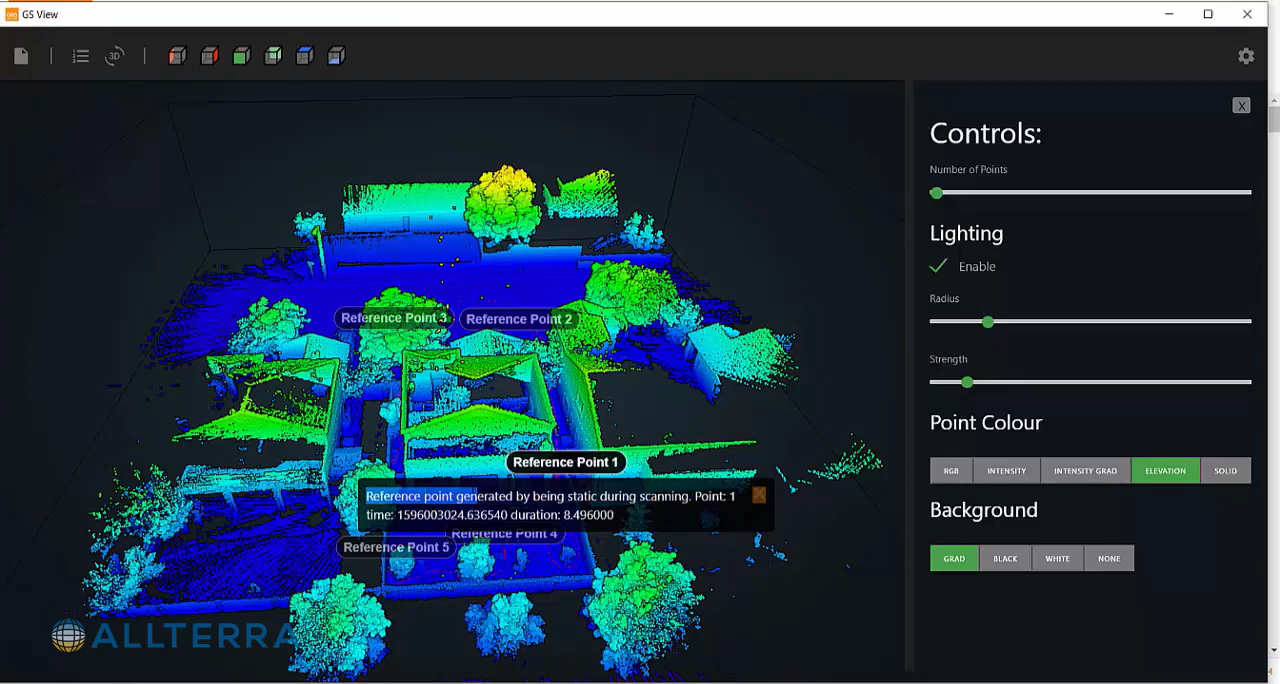 GS View
3D
X
Controls:
Number of Points
Lighting
Enable
Radius
Strength
Point Colour
RGB INTENSITY INTENSITY GRAD ELEVATION SOLID
Background
GRAD BLACK WHITE NONE
Reference Point 3
Reference Point 2
Reference Point 1
Reference point generated by being static during scanning. Point: 1
time: 1596003024.636540 duration: 8.496000
Reference Point 4
Reference Point 5
ALLTERRA